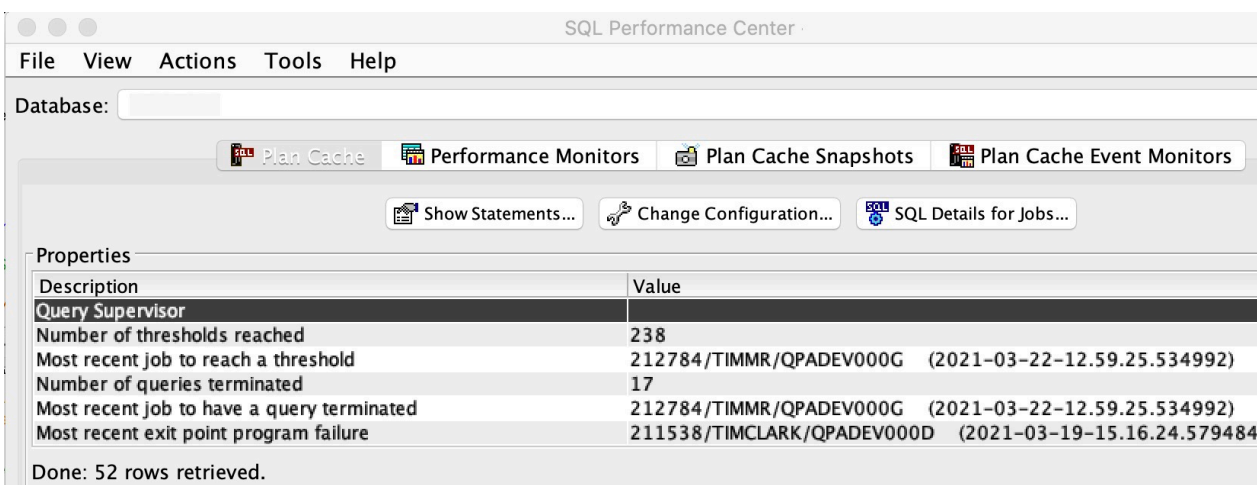 SQL Performance Center
File View Actions Tools Help
Database:
Plan Cache Performance Monitors Plan Cache Snapshots Plan Cache Event Monitors
Show Statements... Change Configuration... SQL Details for Jobs...
Properties
Description Value
Query Supervisor
Number of thresholds reached 238
Most recent job to reach a threshold 212784/TIMMR/QPADEV000G (2021-03-22-12.59.25.534992)
Number of queries terminated 17
Most recent job to have a query terminated 212784/TIMMR/QPADEV000G (2021-03-22-12.59.25.534992)
Most recent exit point program failure 211538/TIMCLARK/QPADEV000D (2021-03-19-15.16.24.579484
Done: 52 rows retrieved.